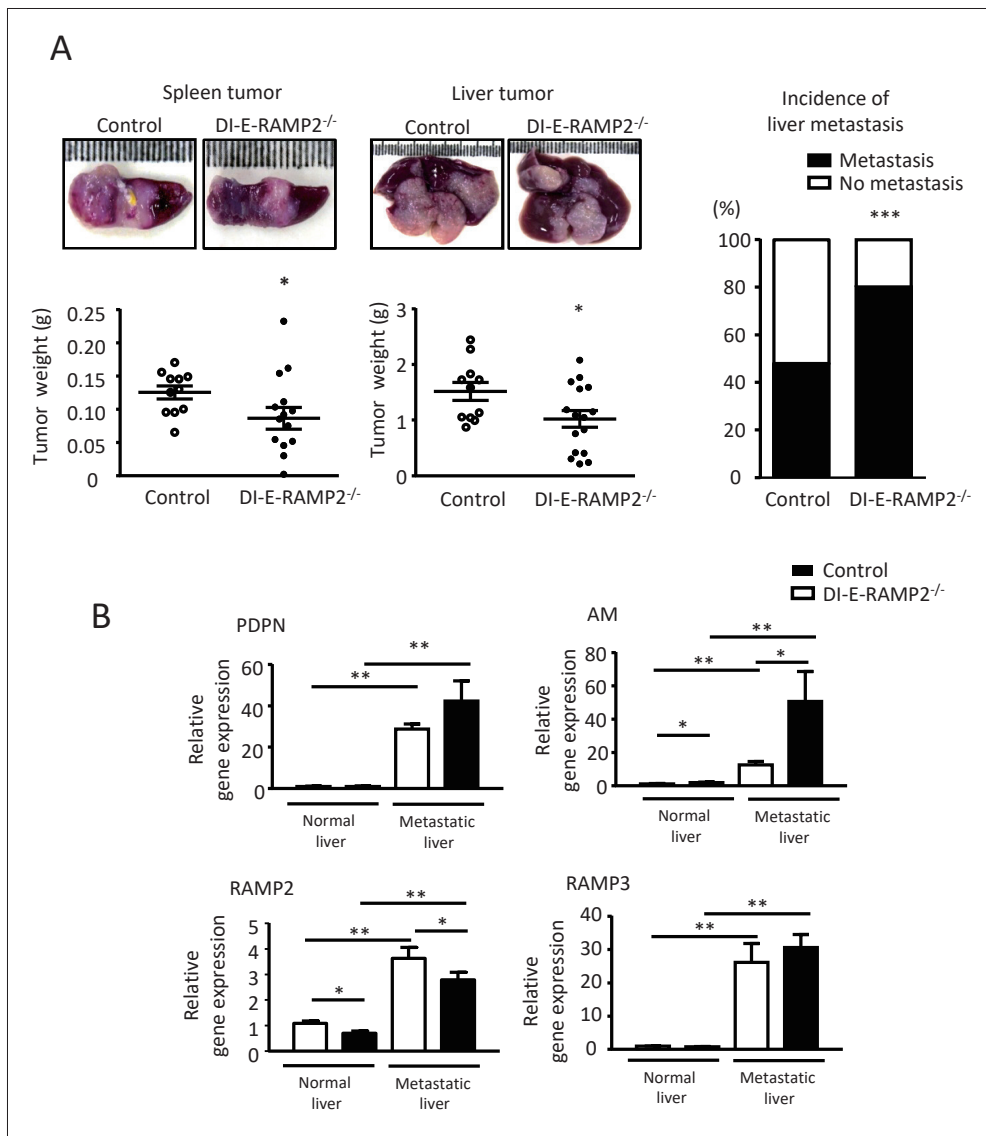 A
Spleen tumor
Control DI-E-RAMP2-/-
Liver tumor
Control DI-E-RAMP2-/-
Incidence of
liver metastasis
Metastasis
No metastasis
(%)
***
100
80
60
40
20
0
Control DI-E-RAMP2-/-
*
Tumor weight (g)
0.25
0.20
0.15
0.10
0.05
0
Control DI-E-RAMP2-/-
*
Tumor weight (g)
3
2
1
0
Control DI-E-RAMP2-/-
B
Control
DI-E-RAMP2-/-
PDPN
**
**
Relative
gene expression
60
40
20
0
Normal
liver
Metastatic
liver
AM
**
**
*
*
Relative
gene expression
80
60
40
20
0
Normal
liver
Metastatic
liver
RAMP2
**
**
*
*
Relative
gene expression
5
4
3
2
1
0
Normal
liver
Metastatic
liver
RAMP3
**
**
Relative
gene expression
40
30
20
10
0
Normal
liver
Metastatic
liver